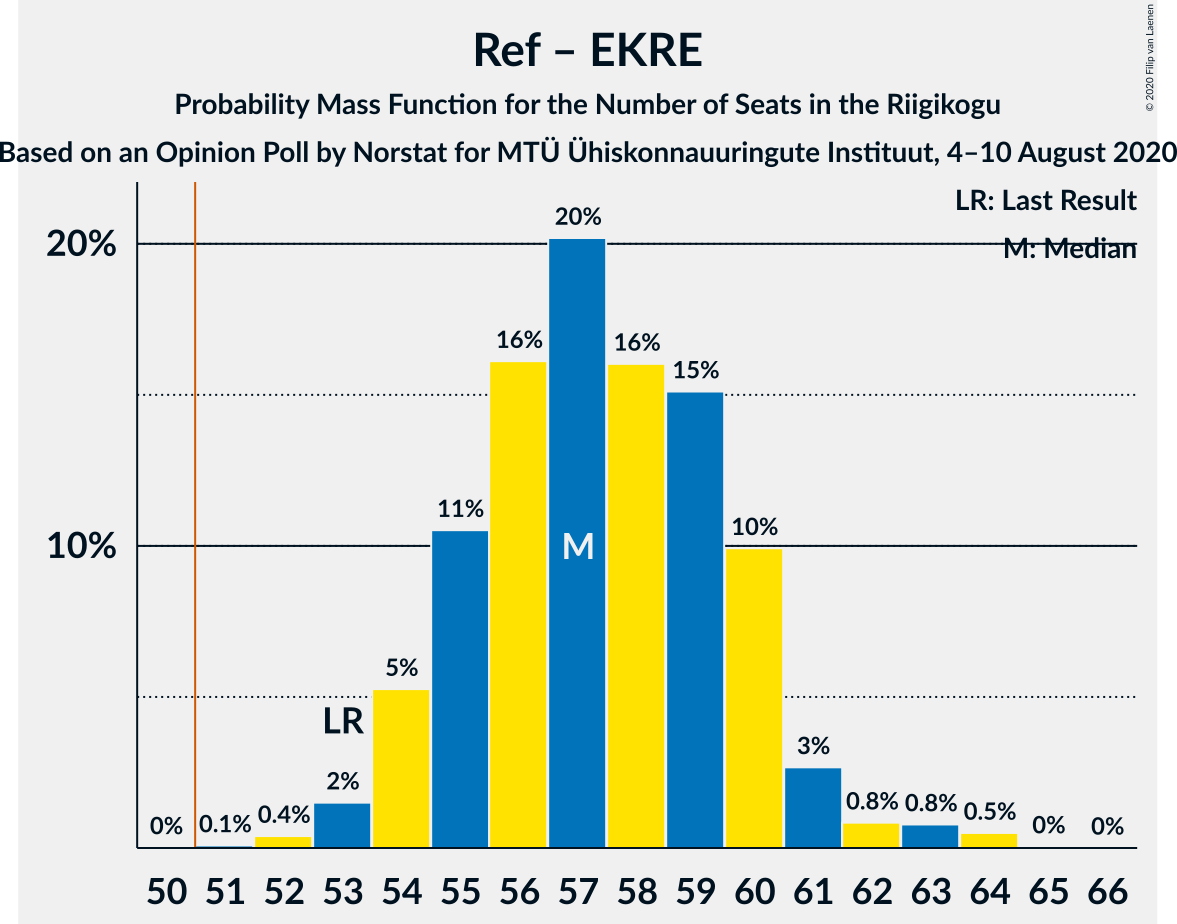 Ref – EKRE
Probability Mass Function for the Number of Seats in the Riigikogu
Based on an Opinion Poll by Norstat for MTÜ Ühiskonnauuringute Instituut, 4–10 August 2020
© 2020 Filip van Laenen
LR: Last Result
M: Median
20%
10%
0%
0.1%
0.4%
2%
LR
5%
11%
16%
20%
M
16%
15%
10%
3%
0.8%
0.8%
0.5%
0%
0%
50 51 52 53 54 55 56 57 58 59 60 61 62 63 64 65 66